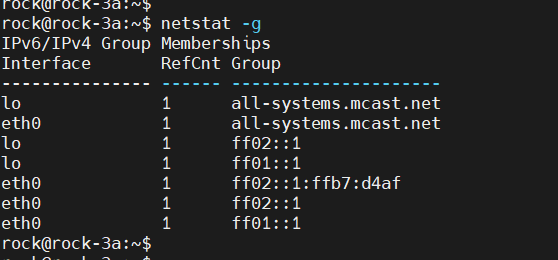 rock@rock-3a:~$
rock@rock-3a:~$ netstat -g
IPv6/IPv4 Group Memberships
Interface       RefCnt Group
--------------- ------ ---------------------
lo              1      all-systems.mcast.net
eth0            1      all-systems.mcast.net
lo              1      ff02::1
lo              1      ff01::1
eth0            1      ff02::1:ffb7:d4af
eth0            1      ff02::1
eth0            1      ff01::1
rock@rock-3a:~$